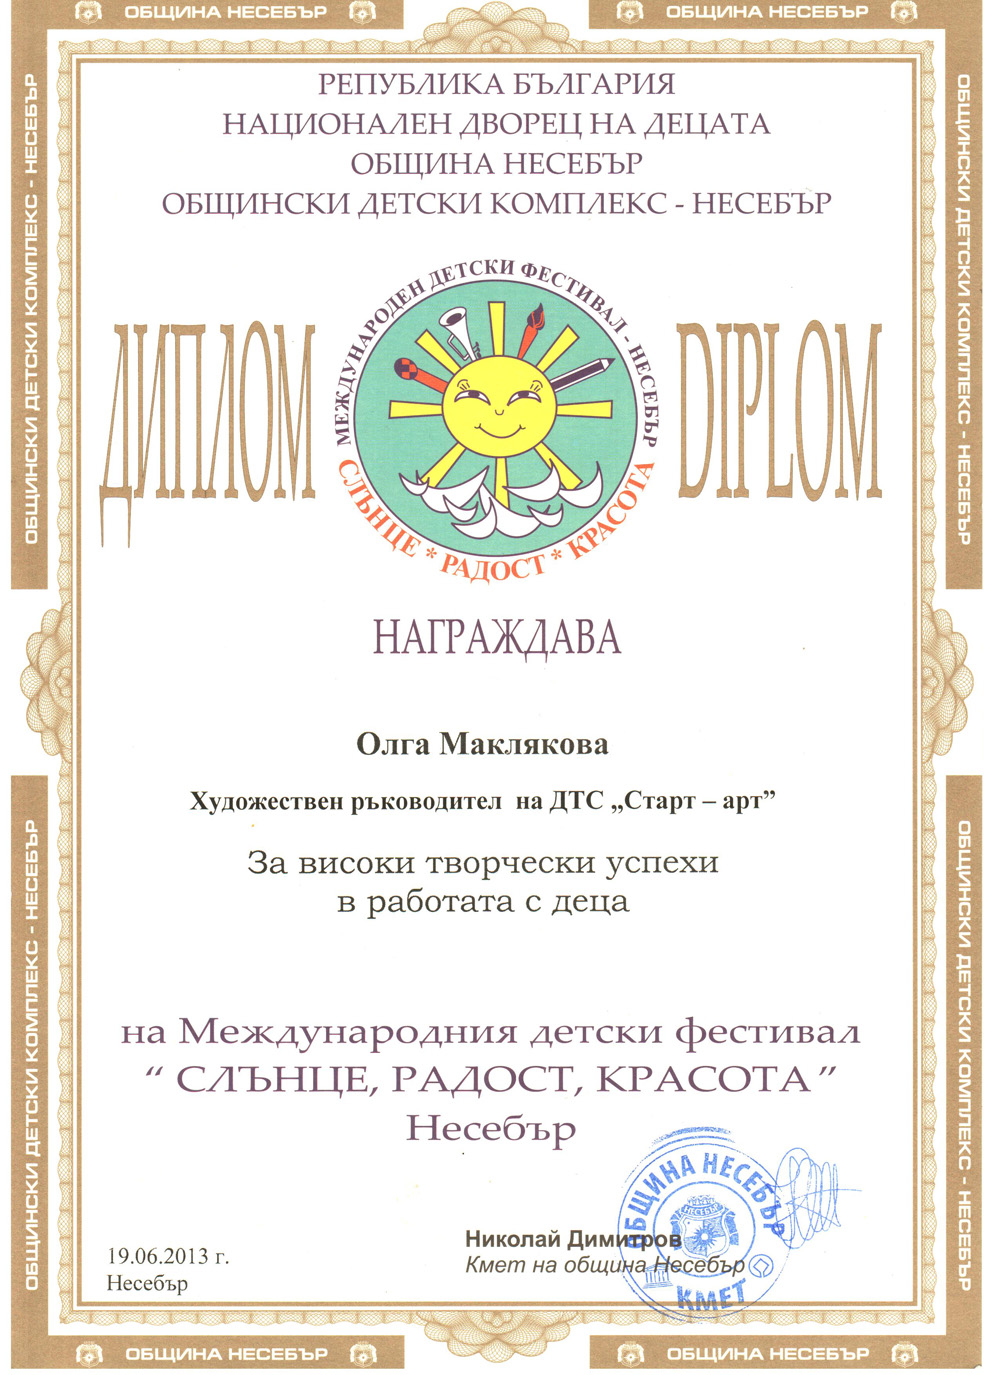 ОБЩИНА НЕСЕБЪР
ОБЩИНА НЕСЕБЪР
ОБЩИНСКИ ДЕТСКИ КОМПЛЕКС - НЕСЕБЪР
ОБЩИНСКИ ДЕТСКИ КОМПЛЕКС - НЕСЕБЪР
РЕПУБЛИКА БЪЛГАРИЯ
НАЦИОНАЛЕН ДВОРЕЦ НА ДЕЦАТА
ОБЩИНА НЕСЕБЪР
ОБЩИНСКИ ДЕТСКИ КОМПЛЕКС - НЕСЕБЪР
ДИПЛОМ
МЕЖДУНАРОДЕН ДЕТСКИ ФЕСТИВАЛ - НЕСЕБЪР
СЛЪНЦЕ * РАДОСТ * КРАСОТА
DIPLOM
НАГРАЖДАВА
Олга Маклякова
Художествен ръководител на ДТС „Старт – арт”
За високи творчески успехи
в работата с деца
на Международния детски фестивал
“ СЛЪНЦЕ, РАДОСТ, КРАСОТА ”
Несебър
ОБЩИНА НЕСЕБЪР
НЕСЕБЪР
КМЕТ
Николай Димитров
Кмет на община Несебър
19.06.2013 г.
Несебър
ОБЩИНСКИ ДЕТСКИ КОМПЛЕКС - НЕСЕБЪР
ОБЩИНСКИ ДЕТСКИ КОМПЛЕКС - НЕСЕБЪР
ОБЩИНА НЕСЕБЪР
ОБЩИНА НЕСЕБЪР